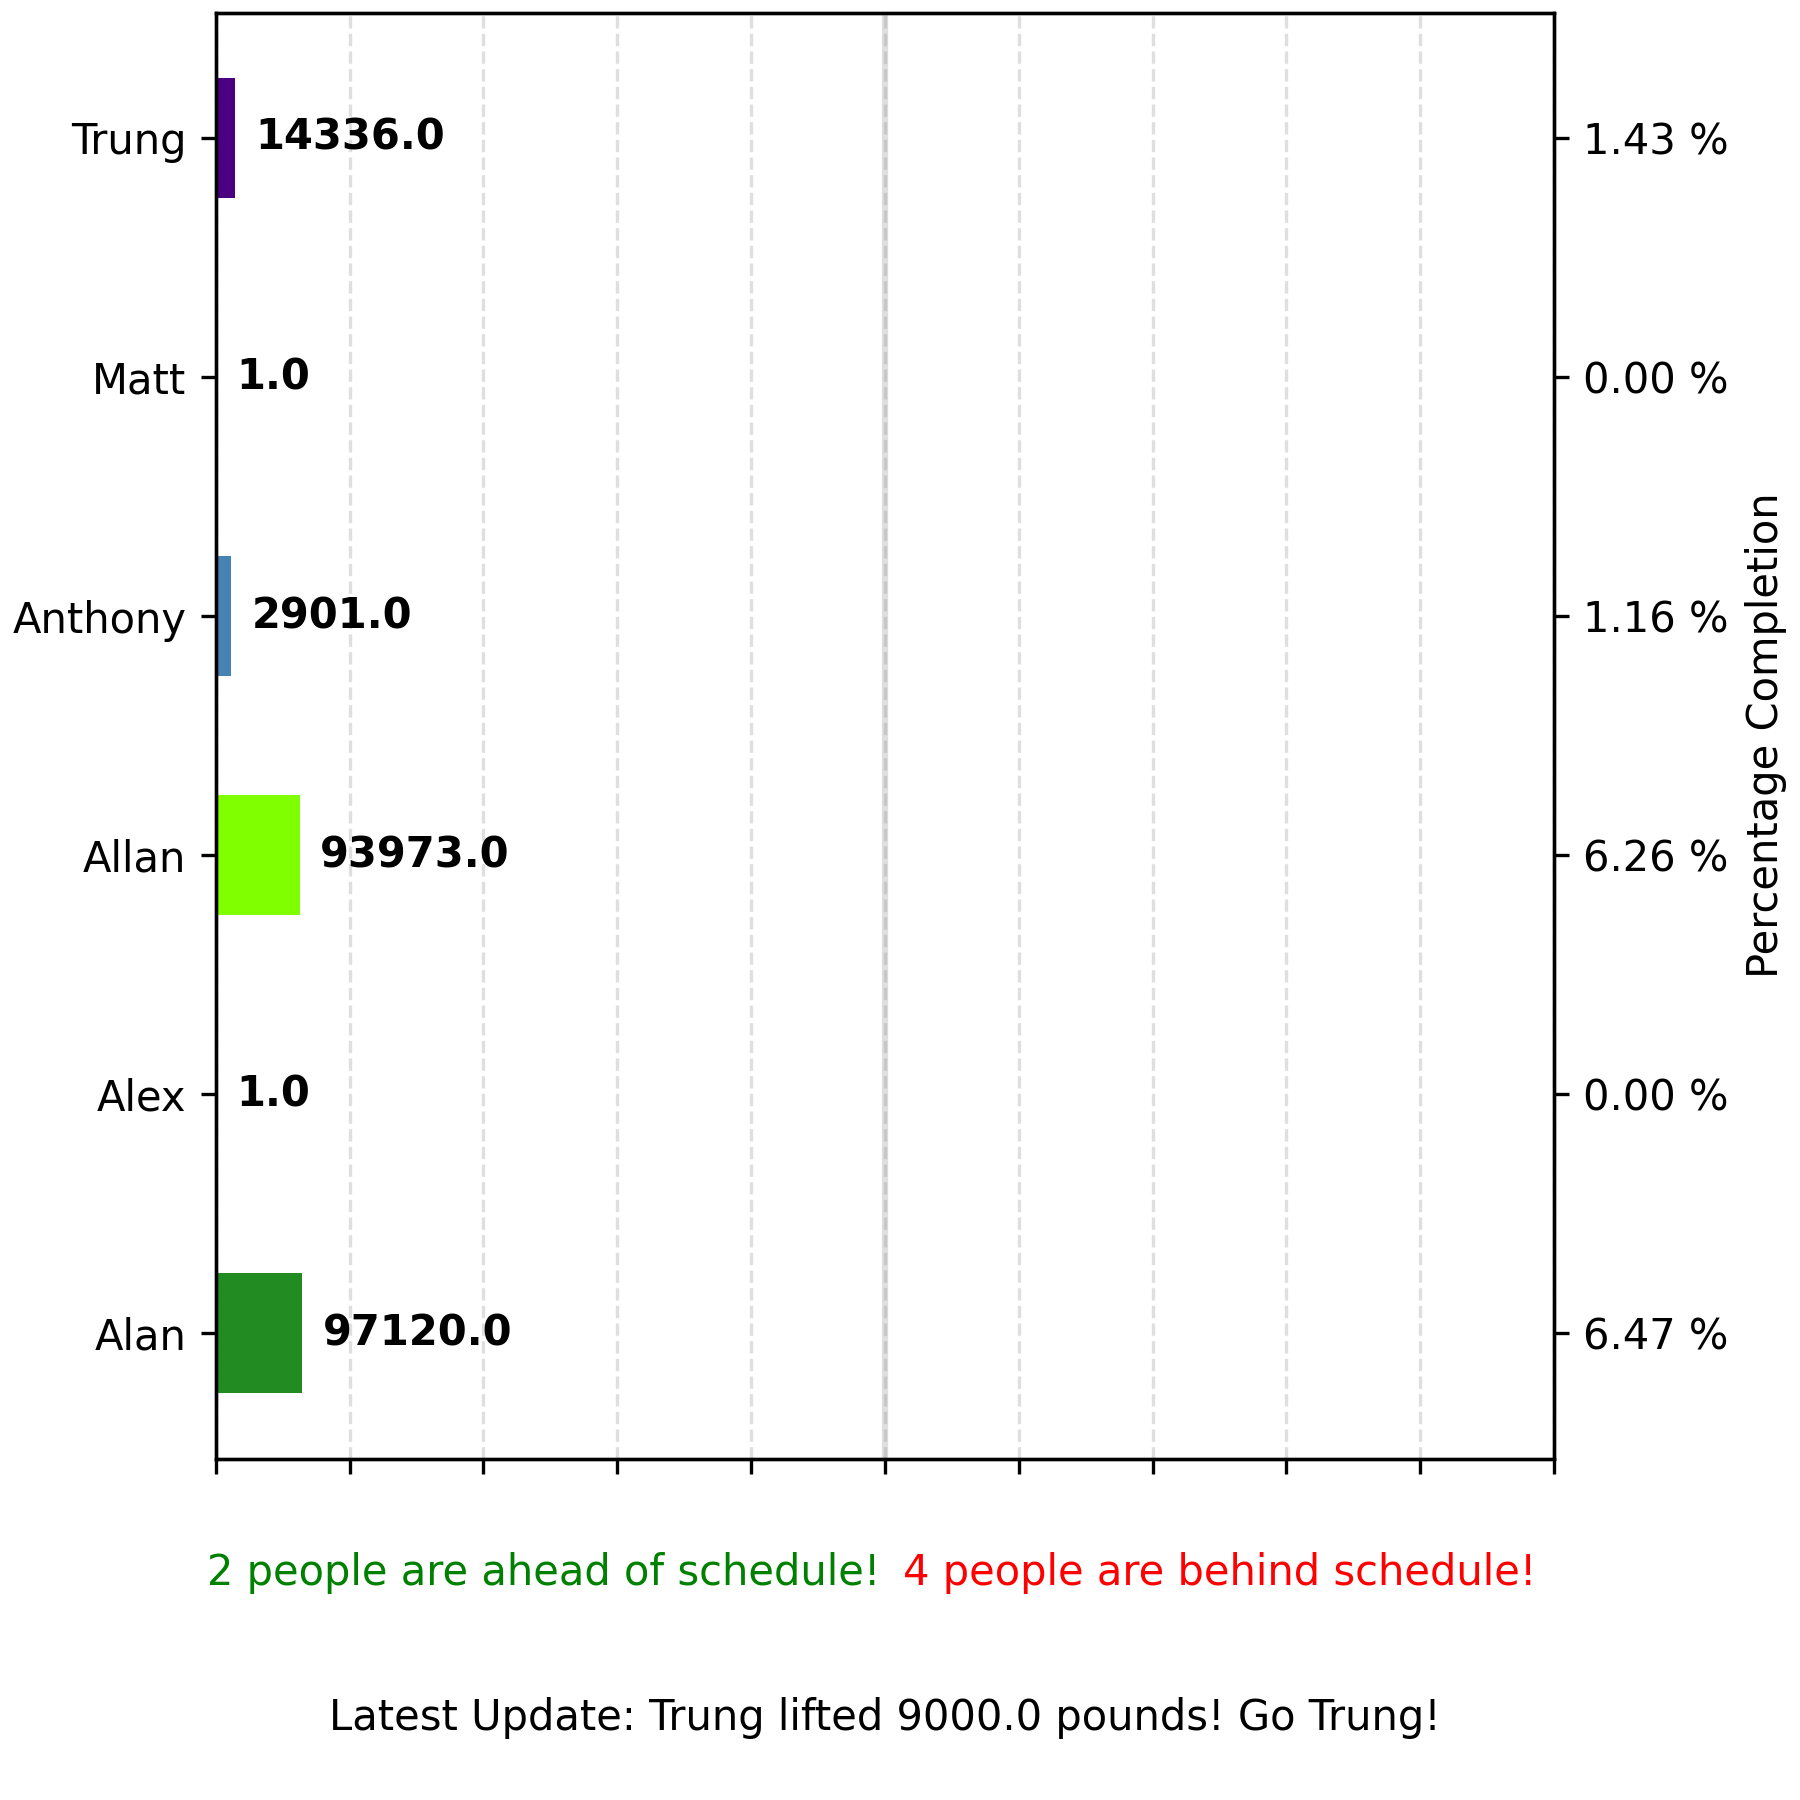 Trung 14336.0 1.43 %
Matt 1.0 0.00 %
Anthony 2901.0 1.16 %
Allan 93973.0 6.26 %
Alex 1.0 0.00 %
Alan 97120.0 6.47 %
Percentage Completion
2 people are ahead of schedule! 4 people are behind schedule!
Latest Update: Trung lifted 9000.0 pounds! Go Trung!